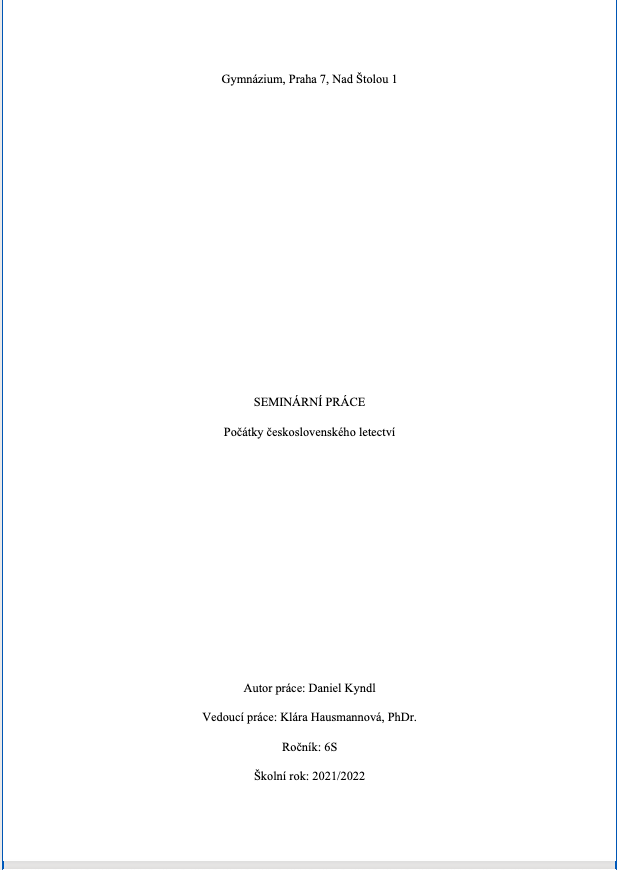 Gymnázium, Praha 7, Nad Štolou 1
SEMINÁRNÍ PRÁCE
Počátky československého letectví
Autor práce: Daniel Kyndl
Vedoucí práce: Klára Hausmannová, PhDr.
Ročník: 6S
Školní rok: 2021/2022